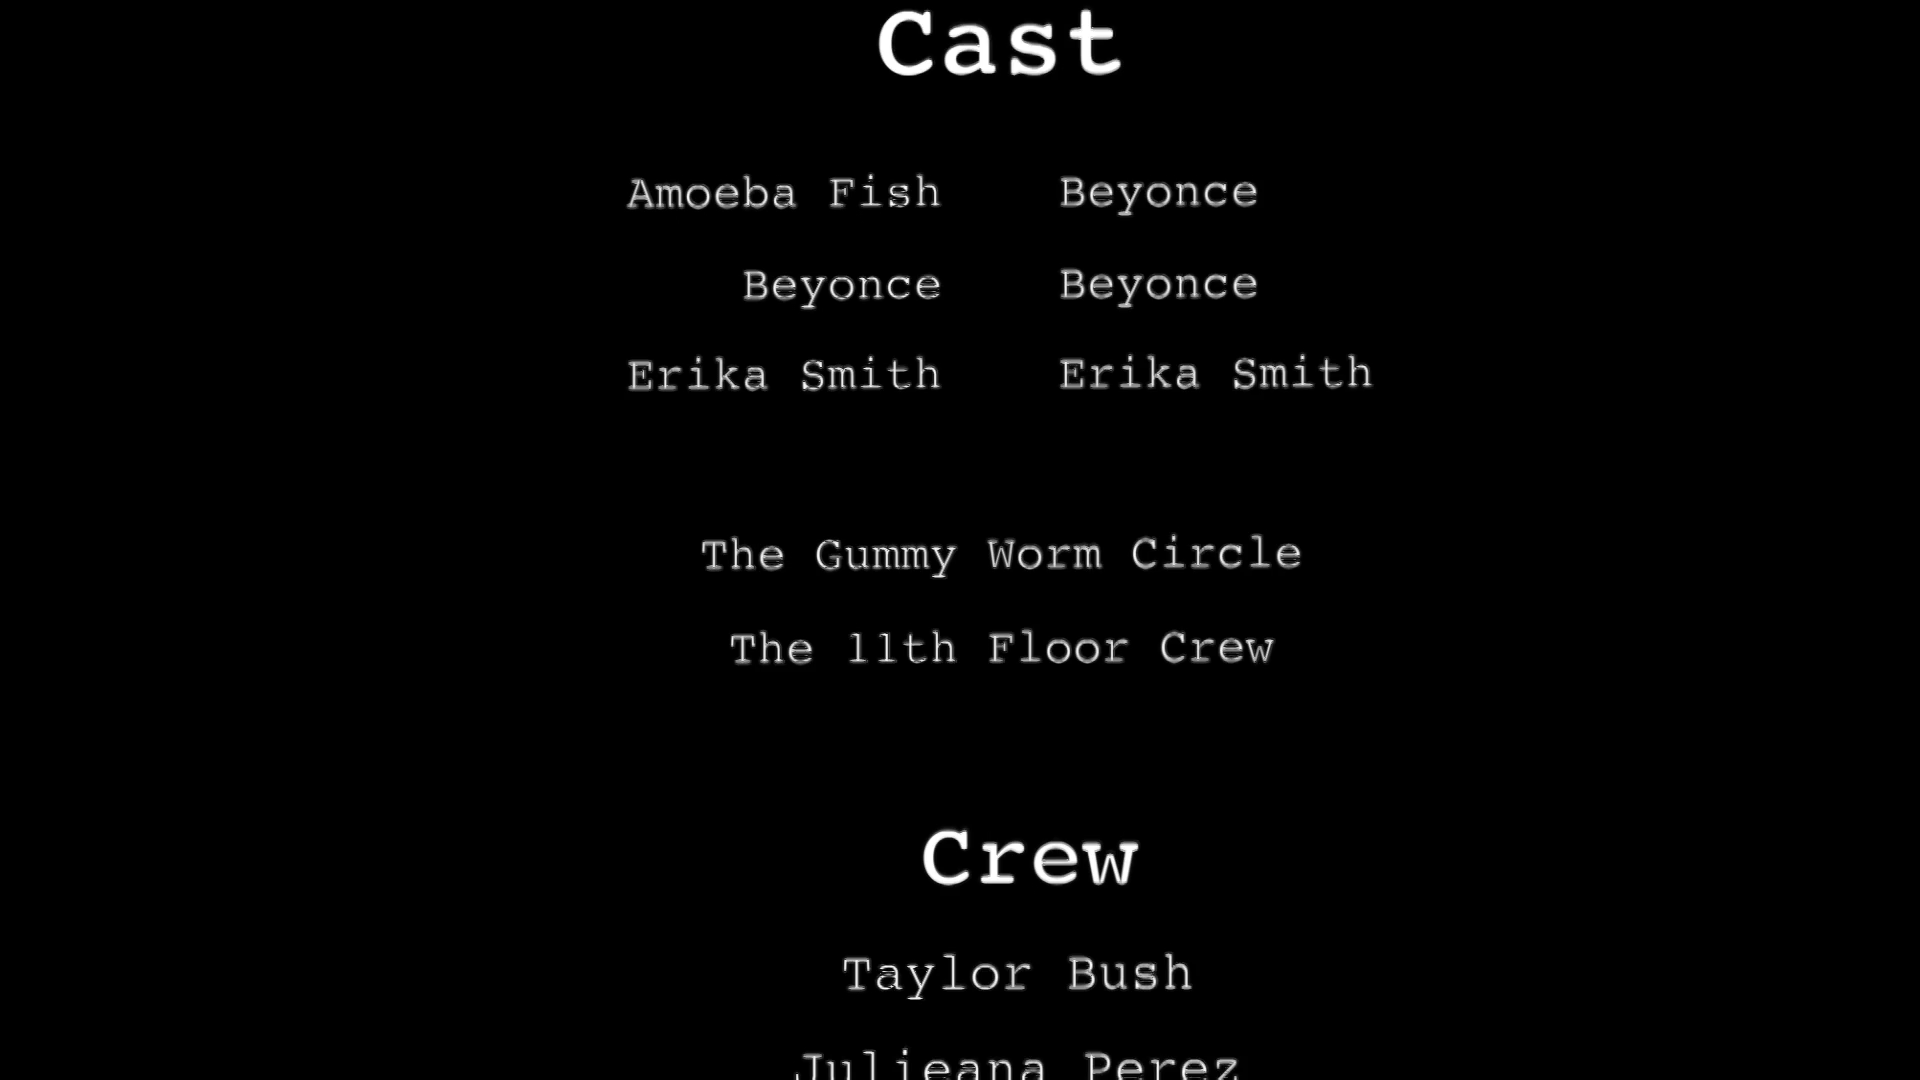 Cast
Amoeba Fish Beyonce
Beyonce Beyonce
Erika Smith Erika Smith
The Gummy Worm Circle
The 11th Floor Crew
Crew
Taylor Bush
Julieana Perez